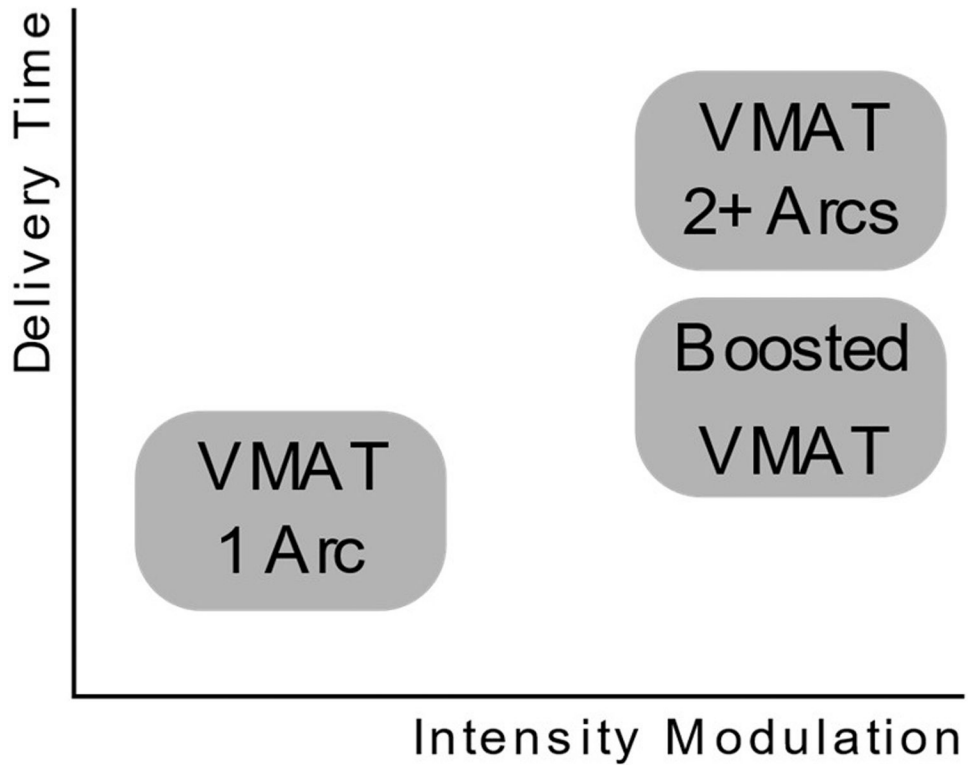 Delivery Time
VMAT
2+ Arcs
Boosted
VMAT
VMAT
1 Arc
Intensity Modulation